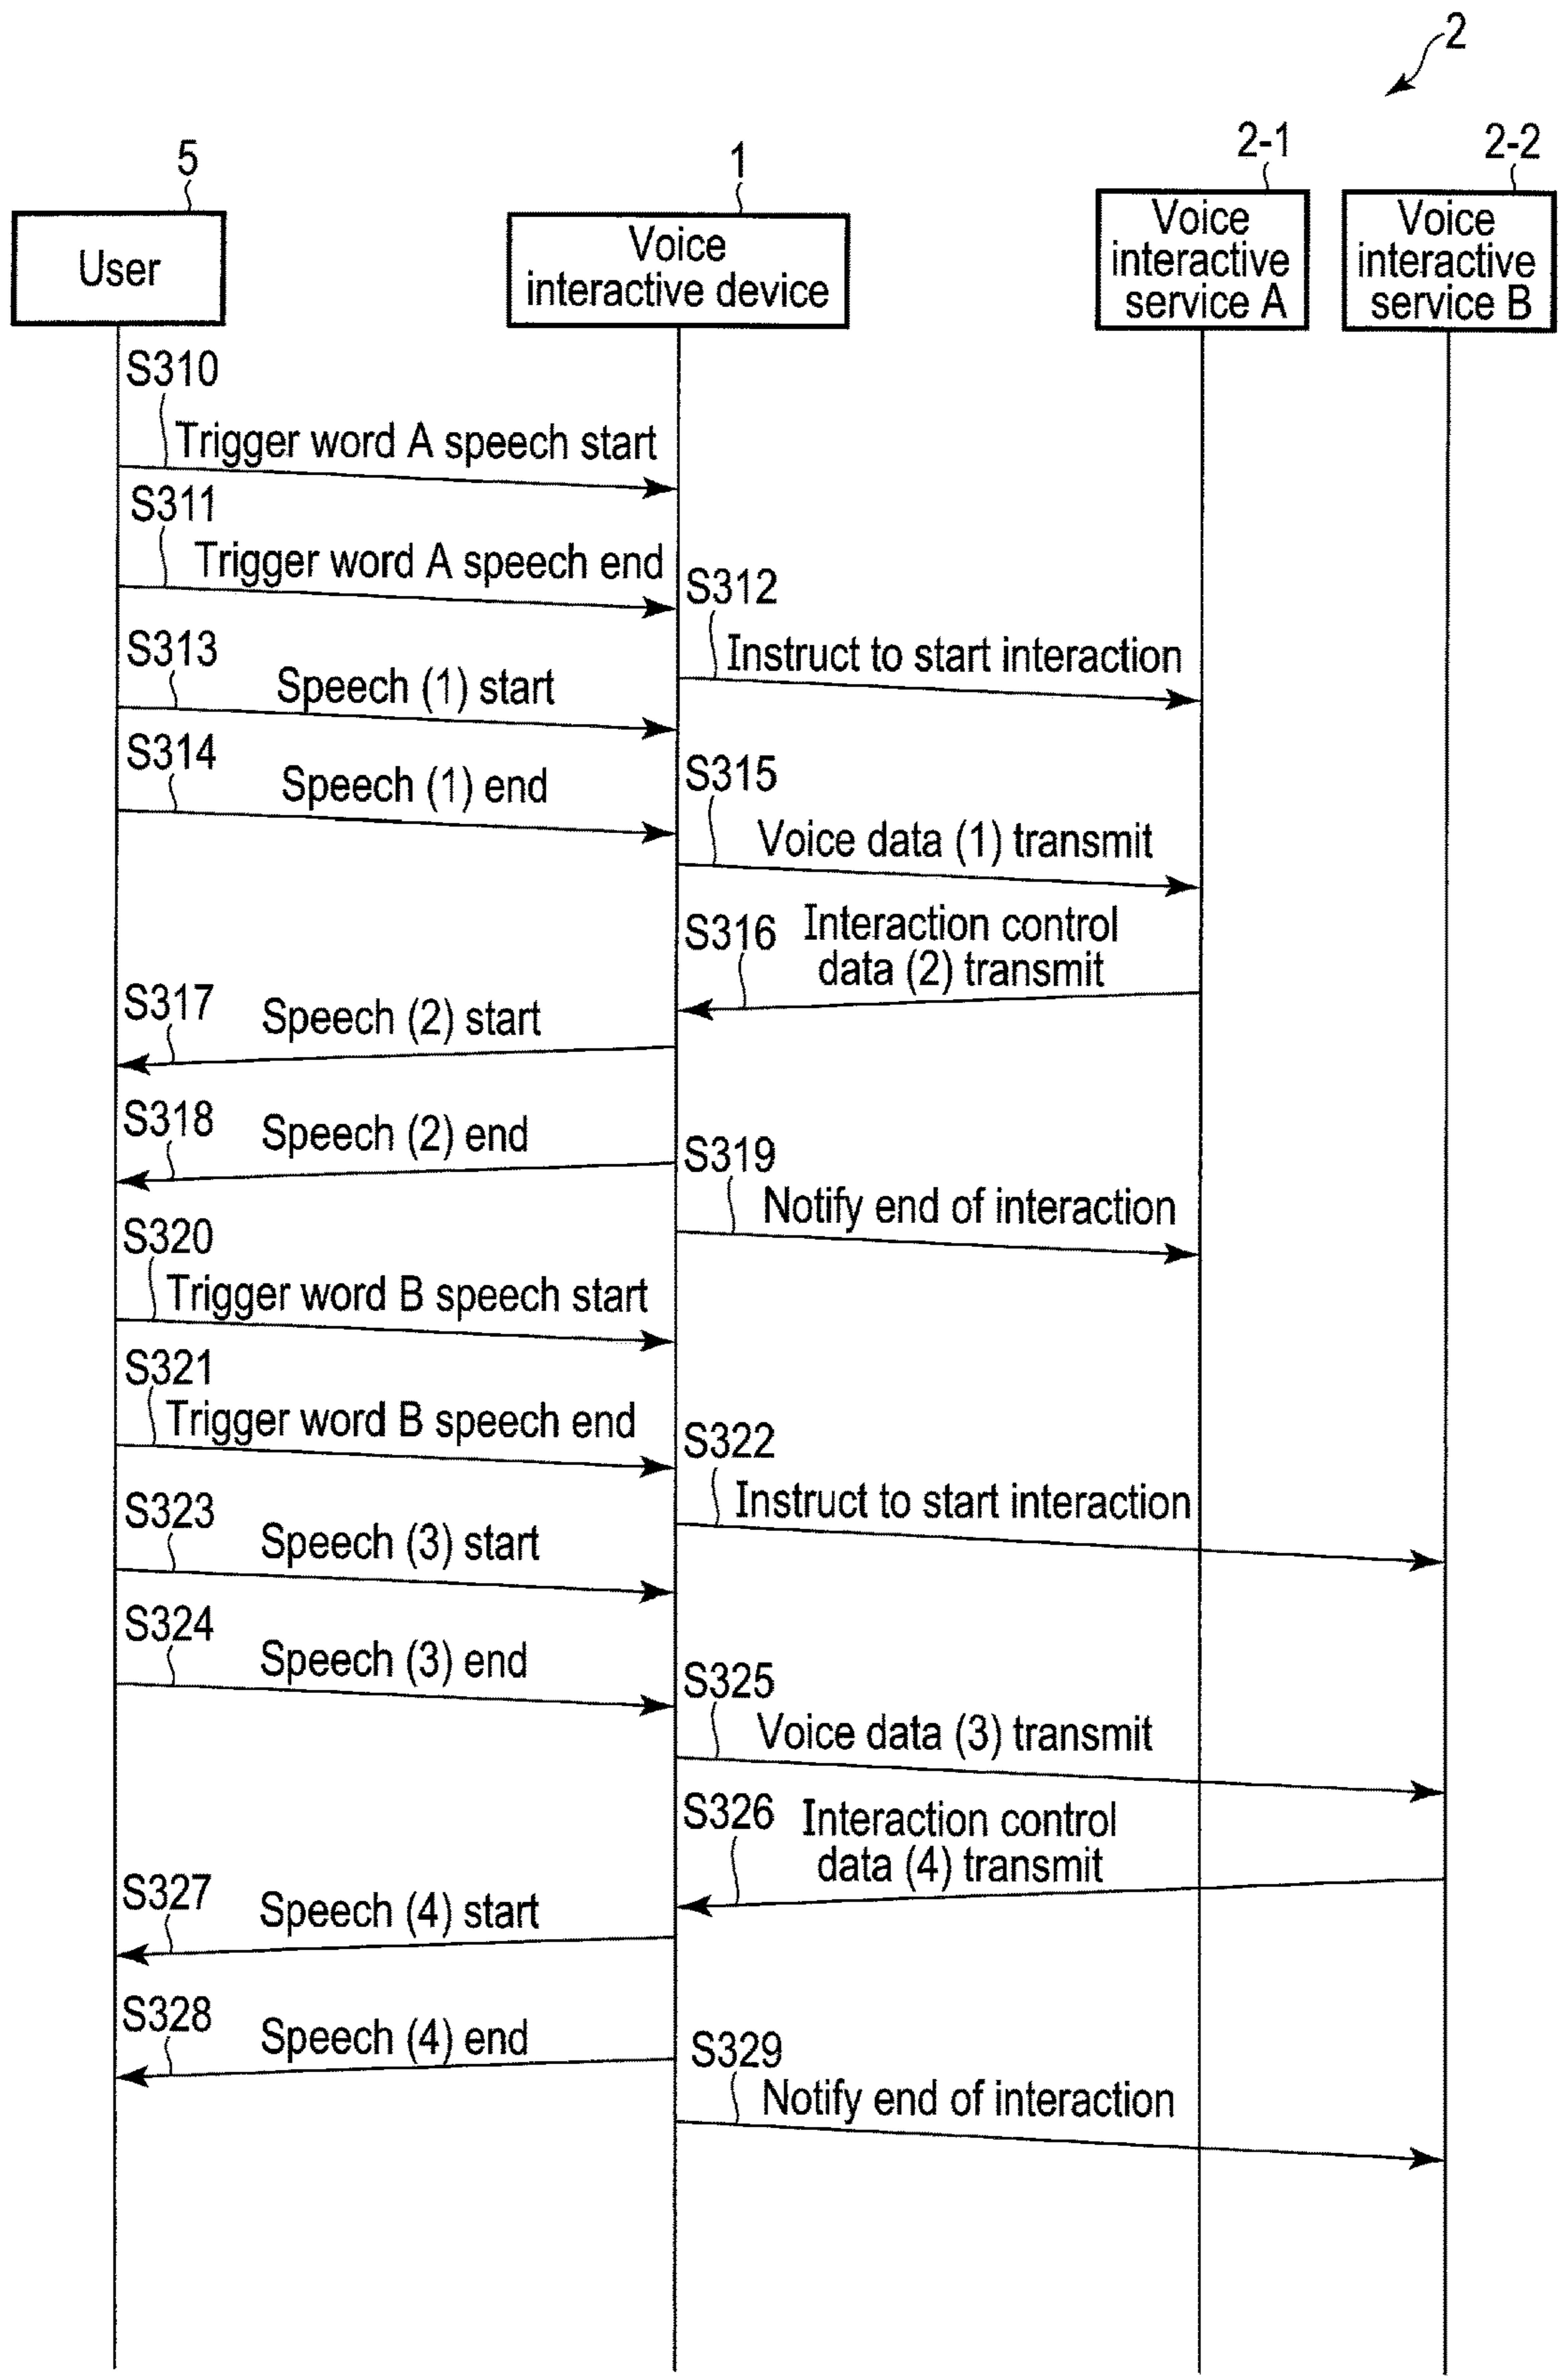 2
5
1
2-1
2-2
User
Voice
interactive device
Voice
interactive
service A
Voice
interactive
service B
S310
Trigger word A speech start
S311
Trigger word A speech end
S312
Instruct to start interaction
S313
Speech (1) start
S314
Speech (1) end
S315
Voice data (1) transmit
S316
Interaction control
data (2) transmit
S317
Speech (2) start
S318
Speech (2) end
S319
Notify end of interaction
S320
Trigger word B speech start
S321
Trigger word B speech end
S322
Instruct to start interaction
S323
Speech (3) start
S324
Speech (3) end
S325
Voice data (3) transmit
S326
Interaction control
data (4) transmit
S327
Speech (4) start
S328
Speech (4) end
S329
Notify end of interaction